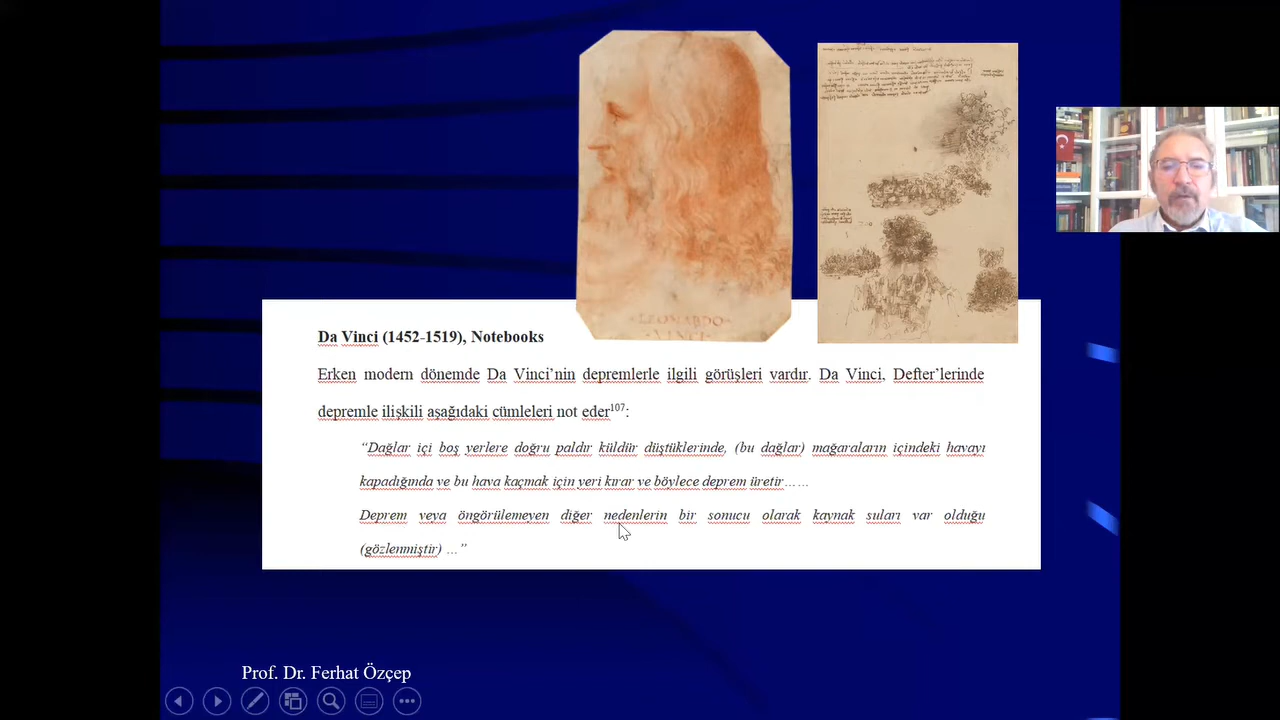 LEONARDO
VINCI
Da Vinci (1452-1519), Notebooks
Erken modern dönemde Da Vinci’nin depremlerle ilgili görüşleri vardır. Da Vinci, Defter’lerinde
depremle ilişkili aşağıdaki cümleleri not eder107:
“Dağlar içi boş yerlere doğru paldır küldür düştüklerinde, (bu dağlar) mağaraların içindeki havayı
kapadığında ve bu hava kaçmak için yeri kırar ve böylece deprem üretir……
Deprem veya öngörülemeyen diğer nedenlerin bir sonucu olarak kaynak suları var olduğu
(gözlenmiştir) …”
Prof. Dr. Ferhat Özçep